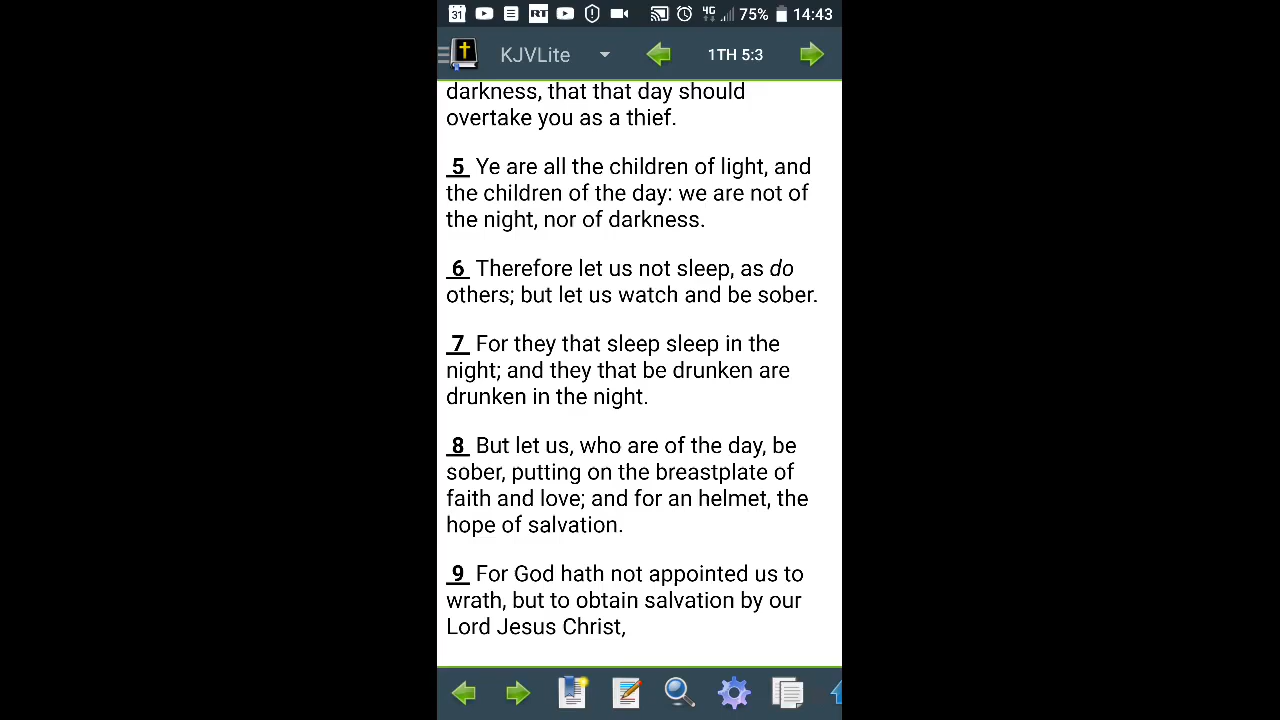 31 RT 4G 75% 14:43
KJVLite 1TH 5:3
darkness, that that day should
overtake you as a thief.
5 Ye are all the children of light, and
the children of the day: we are not of
the night, nor of darkness.
6 Therefore let us not sleep, as do
others; but let us watch and be sober.
7 For they that sleep sleep in the
night; and they that be drunken are
drunken in the night.
8 But let us, who are of the day, be
sober, putting on the breastplate of
faith and love; and for an helmet, the
hope of salvation.
9 For God hath not appointed us to
wrath, but to obtain salvation by our
Lord Jesus Christ,